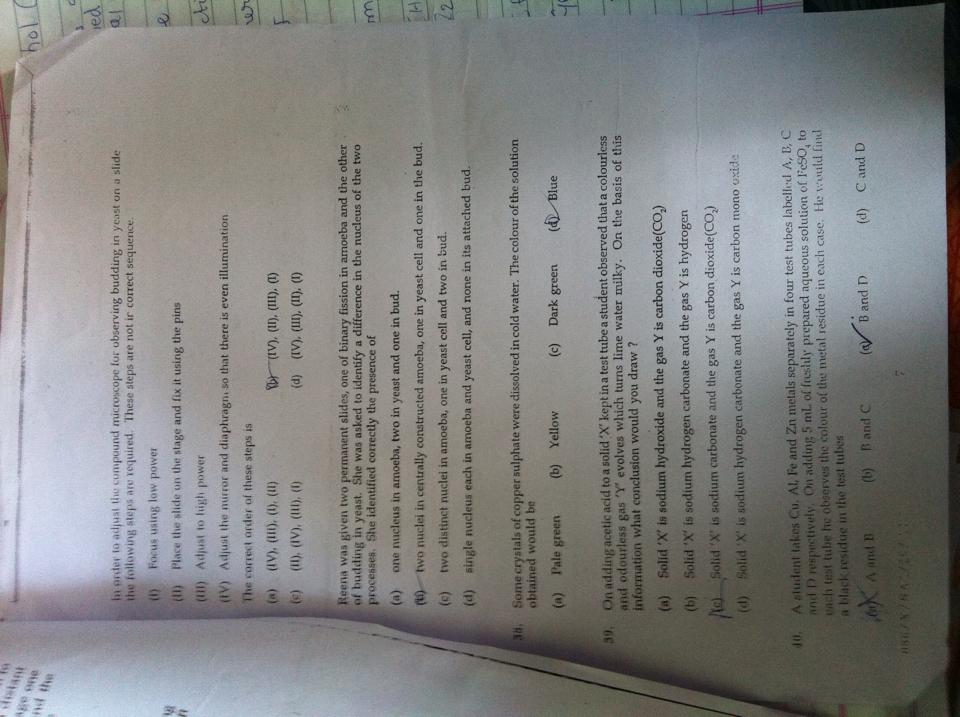 In order to adjust the compound microscope for observing budding in yeast on a slide
the following steps are required. These steps are not in correct sequence.
(I) Focus using low power
(II) Place the slide on the stage and fix it using the pins
(III) Adjust to high power
(IV) Adjust the mirror and diaphragm so that there is even illumination
The correct order of these steps is
(a) (IV), (III), (I), (II) (IV), (II), (III), (I)
(c) (II), (IV), (III), (I) (d) (IV), (III), (II), (I)
Reena was given two permanent slides, one of binary fission in amoeba and the other
of budding in yeast. She was asked to identify a difference in the nucleus of the two
processes. She identified correctly the presence of
(a) one nucleus in amoeba, two in yeast and one in bud.
(b) two nuclei in centrally constructed amoeba, one in yeast cell and one in the bud.
(c) two distinct nuclei in amoeba, one in yeast cell and two in bud.
(d) single nucleus each in amoeba and yeast cell, and none in its attached bud.
38. Some crystals of copper sulphate were dissolved in cold water. The colour of the solution
obtained would be
(a) Pale green (b) Yellow (c) Dark green (d) Blue
39. On adding acetic acid to a solid 'X' kept in a test tube a student observed that a colourless
and odourless gas 'Y' evolves which turns lime water milky. On the basis of this
information what conclusion would you draw ?
(a) Solid 'X' is sodium hydroxide and the gas Y is carbon dioxide(CO₂)
(b) Solid 'X' is sodium hydrogen carbonate and the gas Y is hydrogen
(c) Solid 'X' is sodium carbonate and the gas Y is carbon dioxide(CO₂)
(d) Solid 'X' is sodium hydrogen carbonate and the gas Y is carbon mono oxide
40. A student takes Cu, Al, Fe and Zn metals separately in four test tubes labelled A, B, C
and D respectively. On adding 5 mL of freshly prepared aqueous solution of FeSO₄ to
each test tube he observes the colour of the metal residue in each case. He would find
a black residue in the test tubes
A and B (b) B and C B and D (d) C and D
7